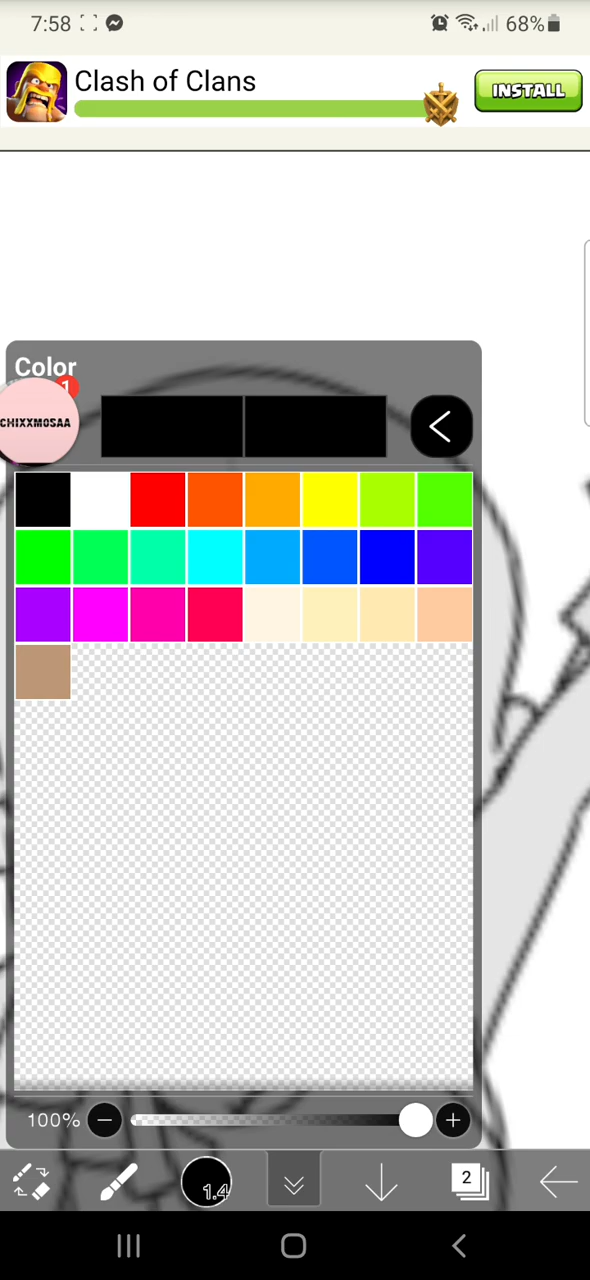 7:58 68%
Clash of Clans
INSTALL
Color
1
CHIXXMOSAA
100%
1.4
2